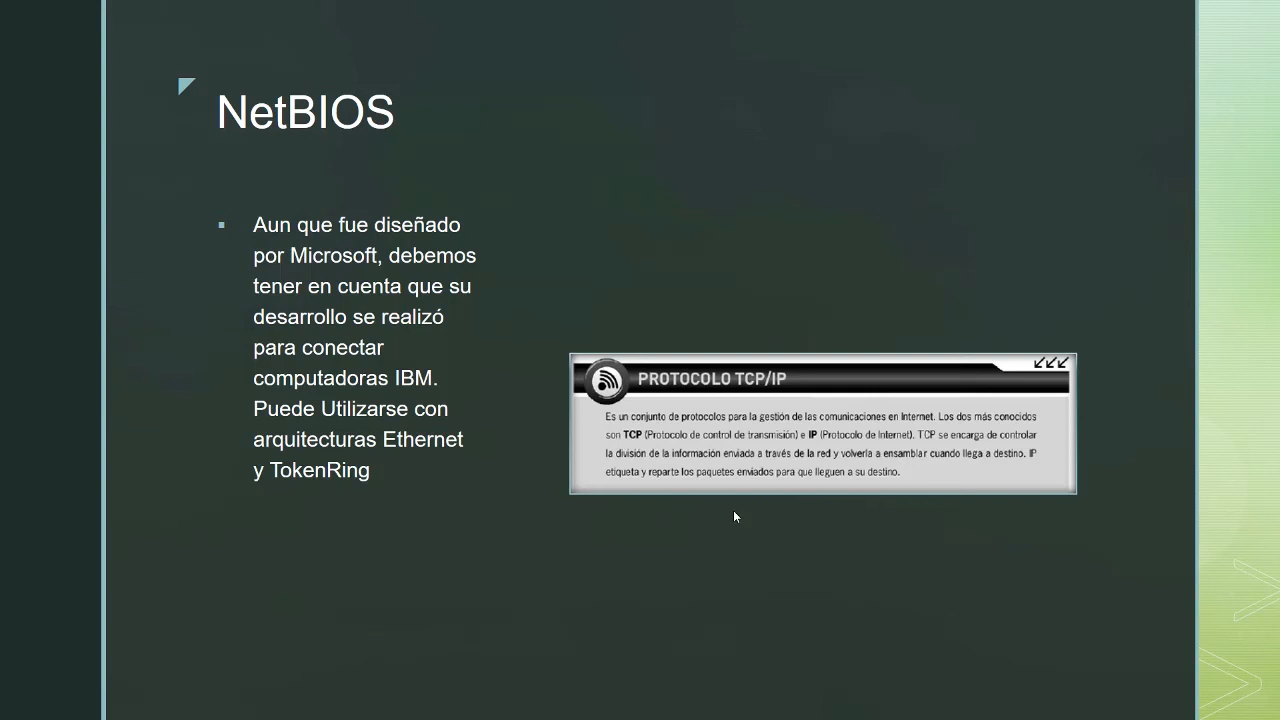 NetBIOS
Aun que fue diseñado
por Microsoft, debemos
tener en cuenta que su
desarrollo se realizó
para conectar
computadoras IBM.
Puede Utilizarse con
arquitecturas Ethernet
y TokenRing
PROTOCOLO TCP/IP
Es un conjunto de protocolos para la gestión de las comunicaciones en Internet. Los dos más conocidos
son TCP (Protocolo de control de transmisión) e IP (Protocolo de Internet). TCP se encarga de controlar
la división de la información enviada a través de la red y volverla a ensamblar cuando llega a destino. IP
etiqueta y reparte los paquetes enviados para que lleguen a su destino.